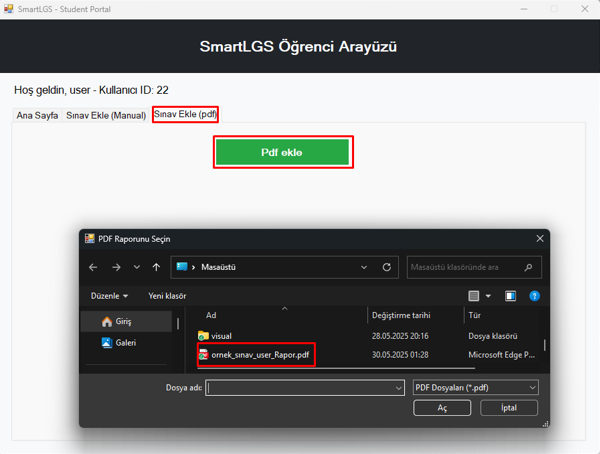 SmartLGS - Student Portal
SmartLGS Öğrenci Arayüzü
Hoş geldin, user - Kullanıcı ID: 22
Ana Sayfa Sınav Ekle (Manual) Sınav Ekle (pdf)
Pdf ekle
PDF Raporunu Seçin
Masaüstü Masaüstü klasöründe ara
Düzenle Yeni klasör
Giriş
Galeri
Ad Değiştirme tarihi Tür
visual 28.05.2025 20:16 Dosya klasörü
ornek_sınav_user_Rapor.pdf 30.05.2025 01:28 Microsoft Edge P...
Dosya adı: PDF Dosyaları (*.pdf)
Aç İptal